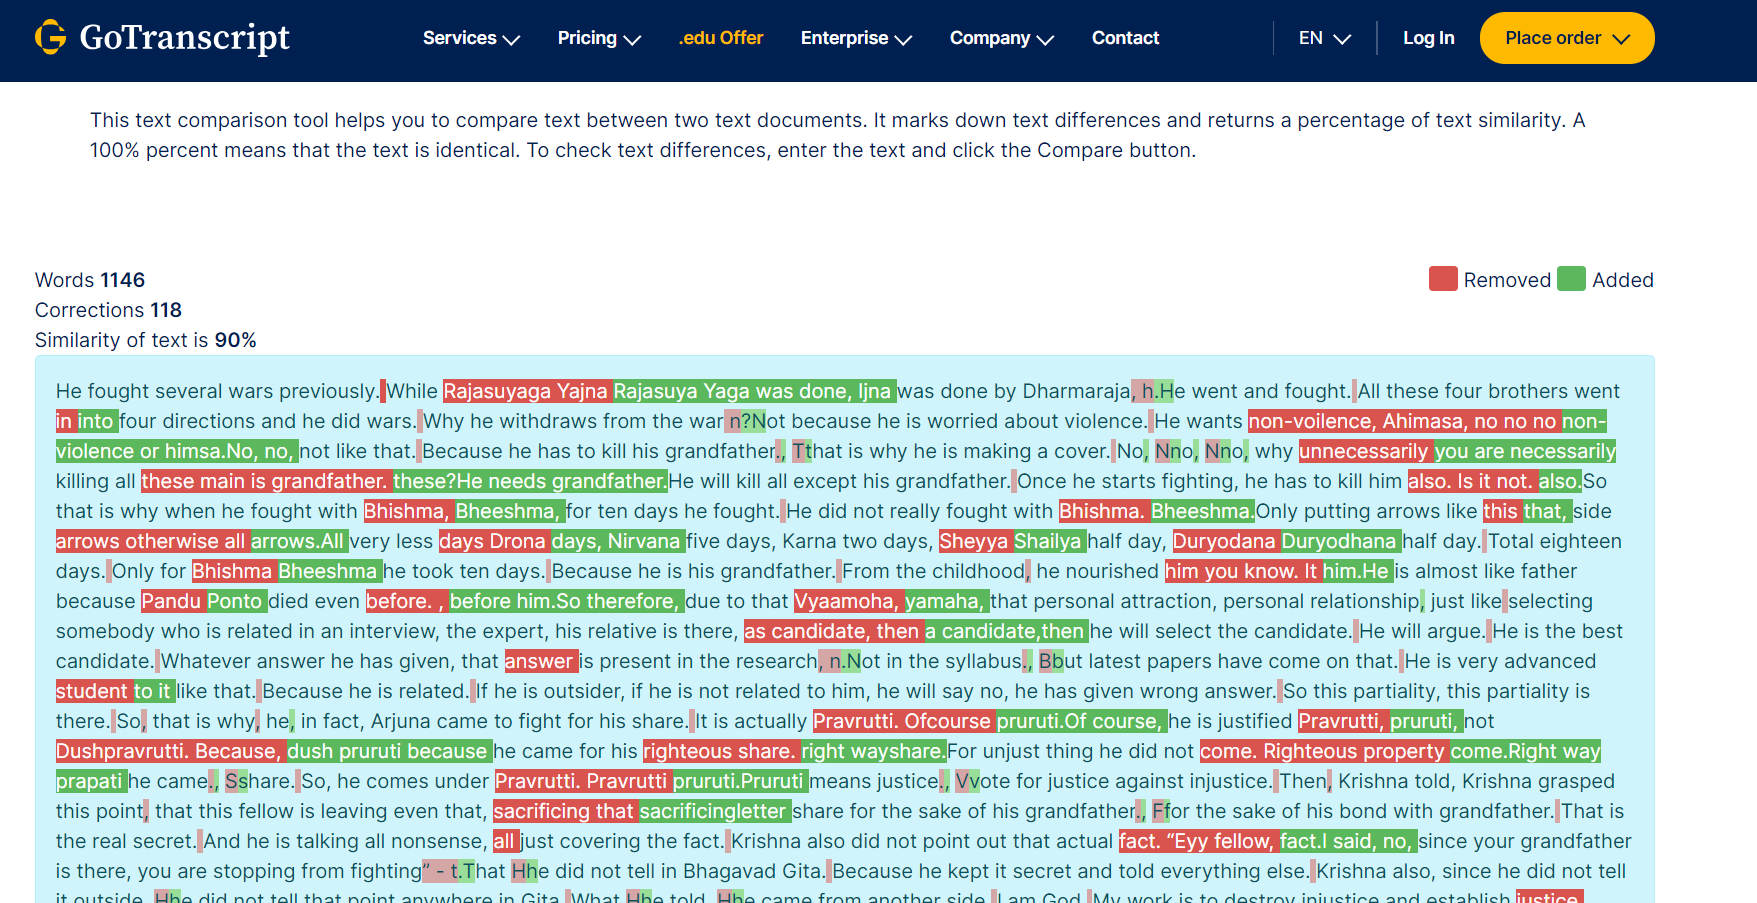 GoTranscript Services Pricing .edu Offer Enterprise Company Contact EN Log In Place order
This text comparison tool helps you to compare text between two text documents. It marks down text differences and returns a percentage of text similarity. A
100% percent means that the text is identical. To check text differences, enter the text and click the Compare button.
Words 1146
Removed Added
Corrections 118
Similarity of text is 90%
He fought several wars previously. While Rajasuyaga Yajna Rajasuya Yaga was done, Ijna was done by Dharmaraja, h.He went and fought. All these four brothers went
in into four directions and he did wars. Why he withdraws from the war n?Not because he is worried about violence. He wants non-voilence, Ahimasa, no no no non-
violence or himsa.No, no, not like that. Because he has to kill his grandfather., Tthat is why he is making a cover. No, Nno, Nno, why unnecessarily you are necessarily
killing all these main is grandfather. these?He needs grandfather.He will kill all except his grandfather. Once he starts fighting, he has to kill him also. Is it not. also.So
that is why when he fought with Bhishma, Bheeshma, for ten days he fought. He did not really fought with Bhishma. Bheeshma.Only putting arrows like this that, side
arrows otherwise all arrows.All very less days Drona days, Nirvana five days, Karna two days, Sheyya Shailya half day, Duryodana Duryodhana half day. Total eighteen
days. Only for Bhishma Bheeshma he took ten days. Because he is his grandfather. From the childhood, he nourished him you know. It him.He is almost like father
because Pandu Ponto died even before. , before him.So therefore, due to that Vyaamoha, yamaha, that personal attraction, personal relationship, just like selecting
somebody who is related in an interview, the expert, his relative is there, as candidate, then a candidate,then he will select the candidate. He will argue. He is the best
candidate. Whatever answer he has given, that answer is present in the research, n.Not in the syllabus., Bbut latest papers have come on that. He is very advanced
student to it like that. Because he is related. If he is outsider, if he is not related to him, he will say no, he has given wrong answer. So this partiality, this partiality is
there. So, that is why, he, in fact, Arjuna came to fight for his share. It is actually Pravrutti. Ofcourse pruruti.Of course, he is justified Pravrutti, pruruti, not
Dushpravrutti. Because, dush pruruti because he came for his righteous share. right wayshare.For unjust thing he did not come. Righteous property come.Right way
prapati he came., Sshare. So, he comes under Pravrutti. Pravrutti pruruti.Pruruti means justice., Vvote for justice against injustice. Then, Krishna told, Krishna grasped
this point, that this fellow is leaving even that, sacrificing that sacrificingletter share for the sake of his grandfather., Ffor the sake of his bond with grandfather. That is
the real secret. And he is talking all nonsense, all just covering the fact. Krishna also did not point out that actual fact. “Eyy fellow, fact.I said, no, since your grandfather
is there, you are stopping from fighting” - t.That Hhe did not tell in Bhagavad Gita. Because he kept it secret and told everything else. Krishna also, since he did not tell
it outside, Hhe did not tell that point anywhere in Gita. What Hhe told, Hhe came from another side. I am God. My work is to destroy injustice and establish justice.